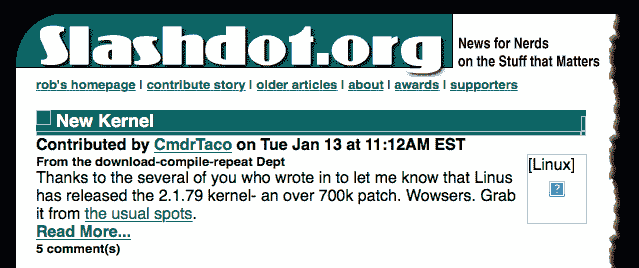 Slashdot.org
News for Nerds
on the Stuff that Matters
rob's homepage | contribute story | older articles | about | awards | supporters
New Kernel
Contributed by CmdrTaco on Tue Jan 13 at 11:12AM EST
From the download-compile-repeat Dept
Thanks to the several of you who wrote in to let me know that Linus
has released the 2.1.79 kernel- an over 700k patch. Wowsers. Grab
it from the usual spots.
Read More...
5 comment(s)
[Linux]
?